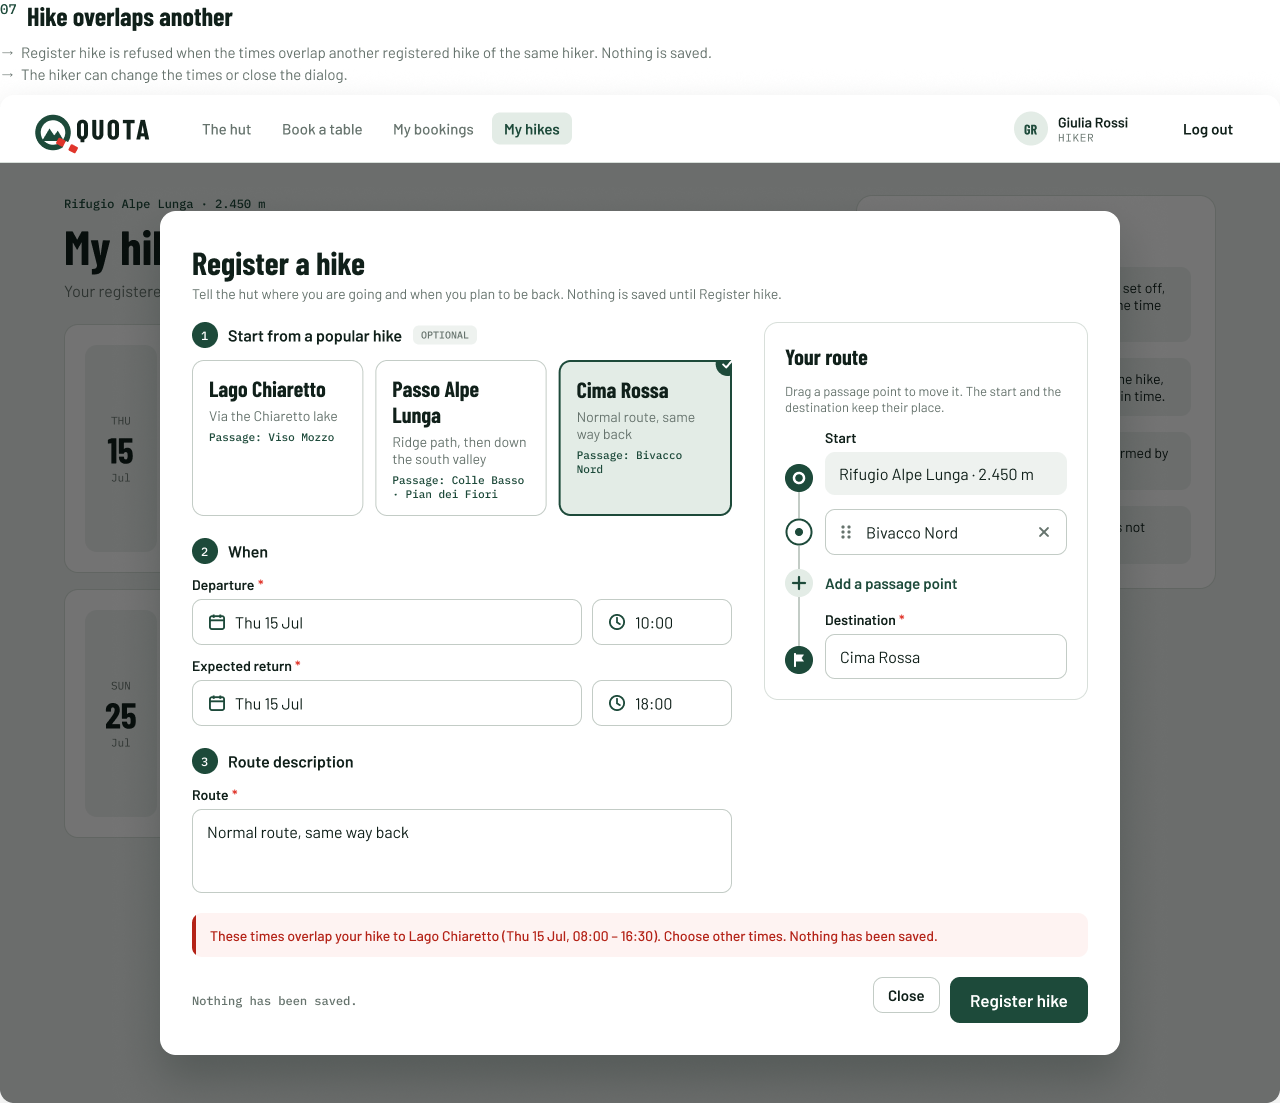 07 Hike overlaps another
→ Register hike is refused when the times overlap another registered hike of the same hiker. Nothing is saved.
→ The hiker can change the times or close the dialog.
QUOTA
The hut
Book a table
My bookings
My hikes
GR
Giulia Rossi
HIKER
Log out
Rifugio Alpe Lunga · 2.450 m
My hik
Your registere
THU
15
Jul
SUN
25
Jul
set off,
e time
e hike,
in time.
rmed by
s not
Register a hike
Tell the hut where you are going and when you plan to be back. Nothing is saved until Register hike.
1 Start from a popular hike OPTIONAL
Lago Chiaretto
Via the Chiaretto lake
Passage: Viso Mozzo
Passo Alpe
Lunga
Ridge path, then down
the south valley
Passage: Colle Basso
· Pian dei Fiori
Cima Rossa
Normal route, same
way back
Passage: Bivacco
Nord
2 When
Departure *
Thu 15 Jul
10:00
Expected return *
Thu 15 Jul
18:00
3 Route description
Route *
Normal route, same way back
Your route
Drag a passage point to move it. The start and the
destination keep their place.
Start
Rifugio Alpe Lunga · 2.450 m
Bivacco Nord
Add a passage point
Destination *
Cima Rossa
These times overlap your hike to Lago Chiaretto (Thu 15 Jul, 08:00 – 16:30). Choose other times. Nothing has been saved.
Nothing has been saved.
Close
Register hike